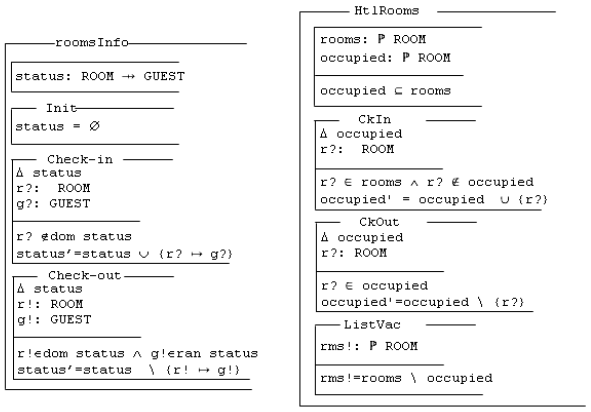 roomsInfo
status: ROOM ⇸ GUEST
Init
status = ∅
Check-in
Δ status
r?: ROOM
g?: GUEST
r? ∉dom status
status'=status ∪ {r? ↦ g?}
Check-out
Δ status
r!: ROOM
g!: GUEST
r!∈dom status ∧ g!∈ran status
status'=status \ {r! ↦ g!}
HtlRooms
rooms: ℙ ROOM
occupied: ℙ ROOM
occupied ⊆ rooms
CkIn
Δ occupied
r?: ROOM
r? ∈ rooms ∧ r? ∉ occupied
occupied' = occupied ∪ {r?}
CkOut
Δ occupied
r?: ROOM
r? ∈ occupied
occupied'=occupied \ {r?}
ListVac
rms!: ℙ ROOM
rms!=rooms \ occupied